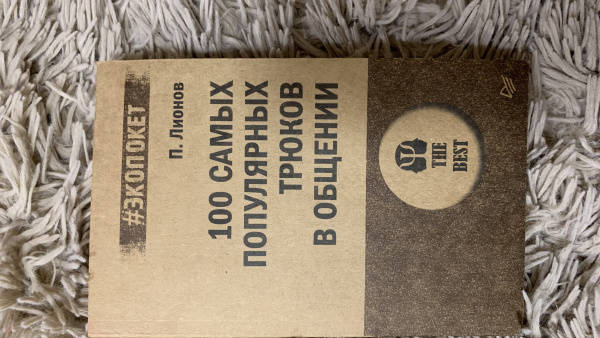 #ЭКОПОКЕТ
П. Лионов
100 САМЫХ
ПОПУЛЯРНЫХ
ТРЮКОВ
В ОБЩЕНИИ
THE
BEST